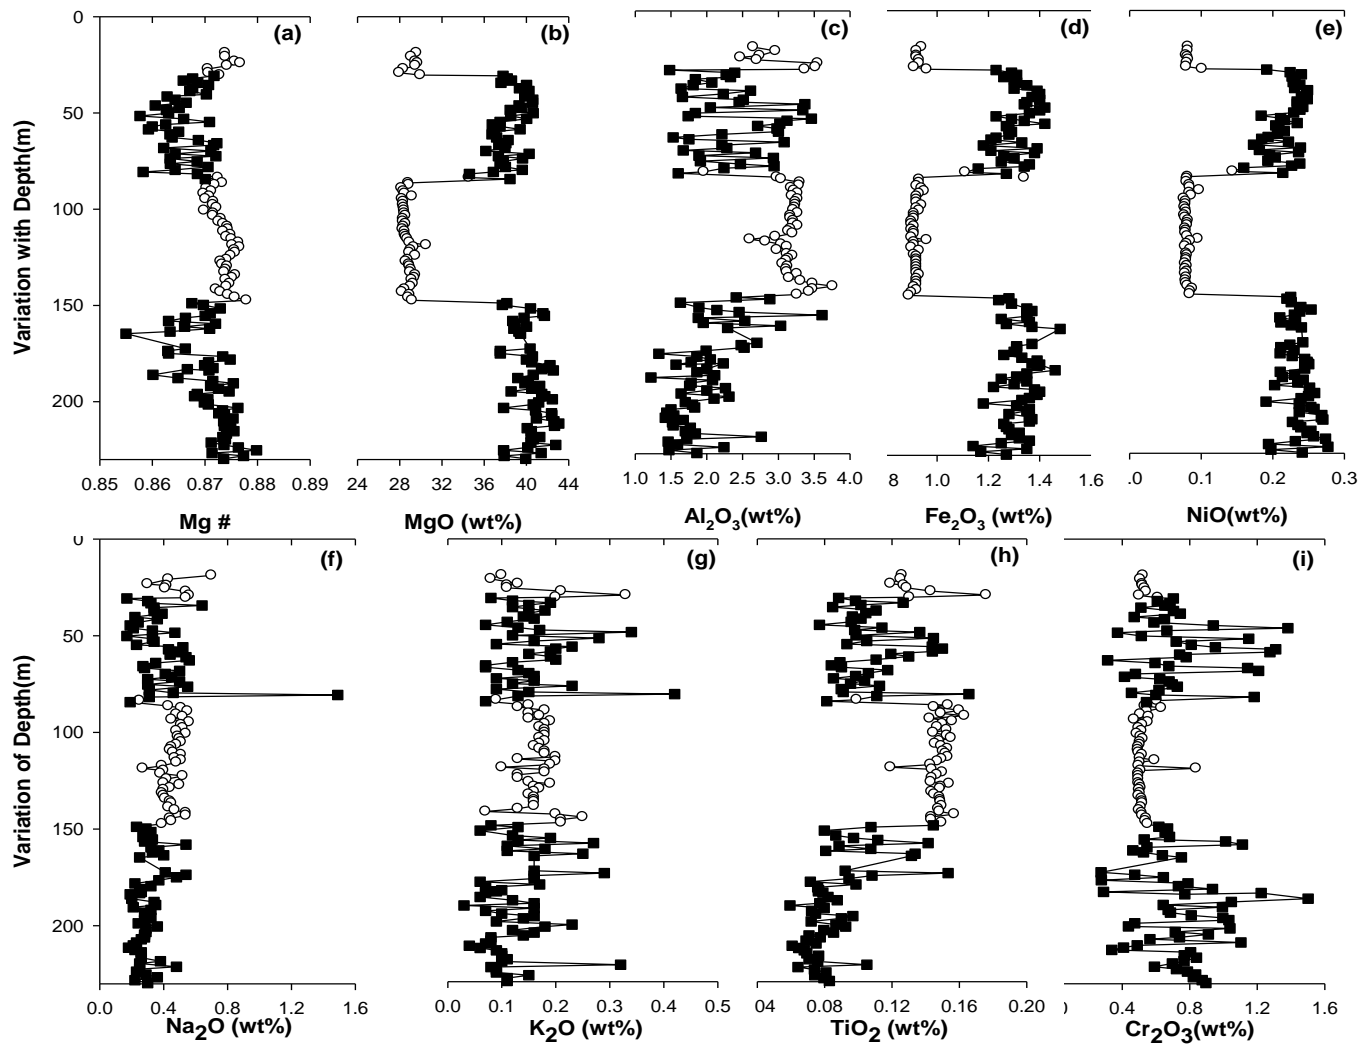 0
(a)
(b)
(c)
(d)
(e)
50
100
150
200
Variation with Depth(m)
0.85 0.86 0.87 0.88 0.89
24 28 32 36 40 44
1.0 1.5 2.0 2.5 3.0 3.5 4.0
1.0 1.2 1.4 1.6
0.0 0.1 0.2 0.3
Mg #
MgO (wt%)
Al2O3(wt%)
Fe2O3 (wt%)
NiO(wt%)
0
(f)
(g)
(h)
(i)
50
100
150
200
Variation of Depth(m)
0.0 0.4 0.8 1.2 1.6
0.0 0.1 0.2 0.3 0.4 0.5
04 0.08 0.12 0.16 0.20
0.4 0.8 1.2 1.6
Na2O (wt%)
K2O (wt%)
TiO2 (wt%)
Cr2O3(wt%)